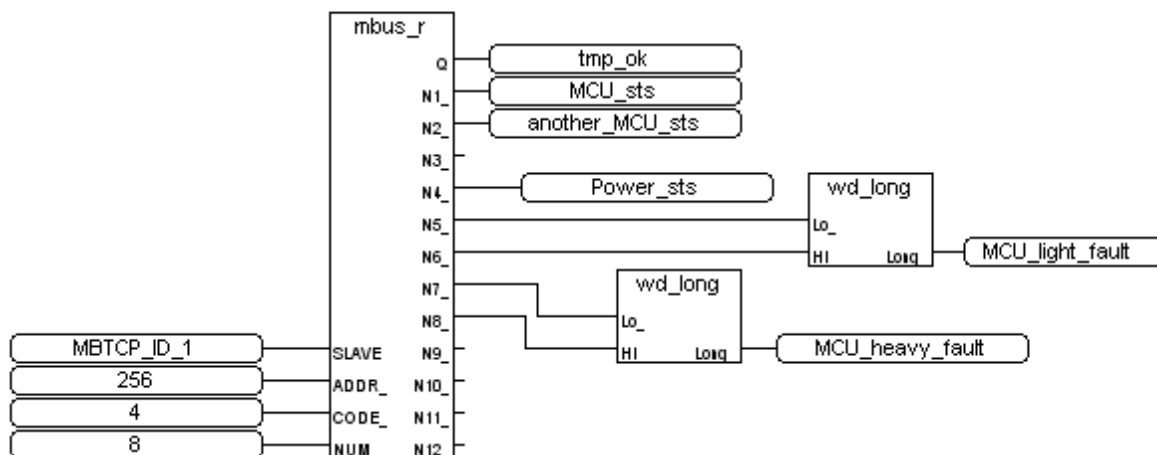 mbus_r
Q
tmp_ok
N1_
MCU_sts
N2_
another_MCU_sts
N3_
N4_
Power_sts
wd_long
N5_
Lo_
N6_
HI
Long
MCU_light_fault
N7_
wd_long
N8_
Lo_
MBTCP_ID_1
SLAVE
N9_
HI
Long
MCU_heavy_fault
256
ADDR_
N10_
4
CODE_
N11_
8
NUM
N12